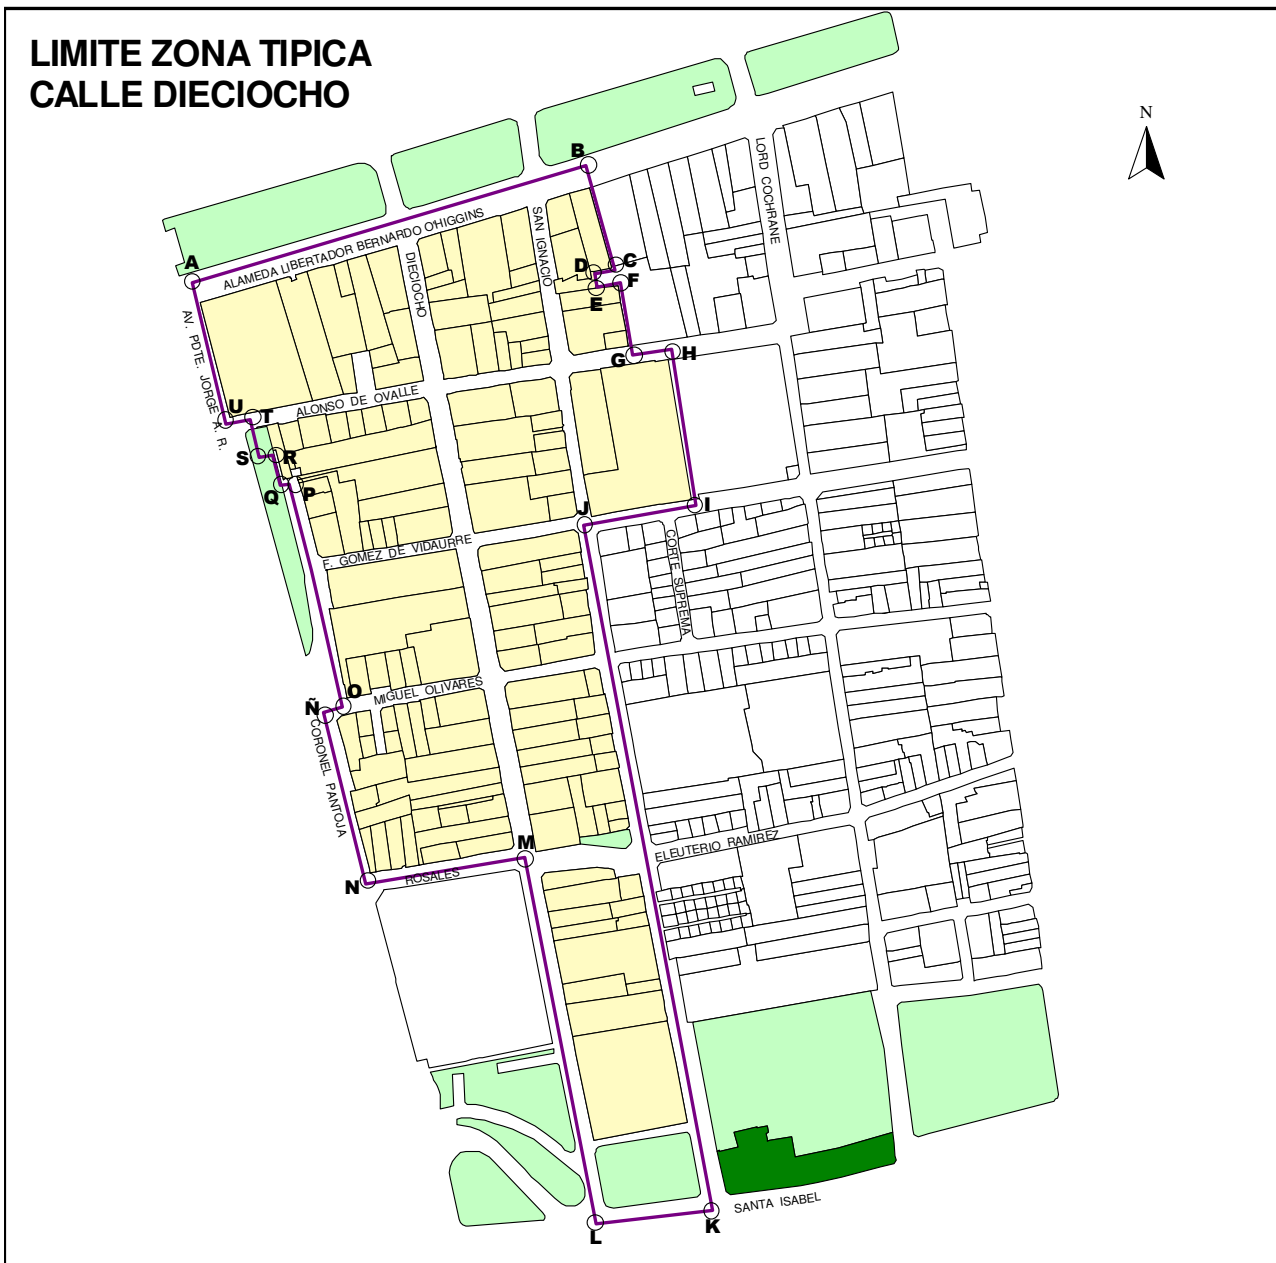 LIMITE ZONA TIPICA
CALLE DIECIOCHO
N
B
LORD COCHRANE
ALAMEDA LIBERTADOR BERNARDO O'HIGGINS
SAN IGNACIO
A
DIECIOCHO
D
C
F
E
AV. PDTE. JORGE A. R.
G
H
U
T
ALONSO DE OVALLE
S
R
Q
P
J
I
F. GOMEZ DE VIDAURRE
CORTE SUPREMA
O
MIGUEL OLIVARES
Ñ
CORONEL PANTOJA
M
ELEUTERIO RAMIREZ
N
ROSALES
SANTA ISABEL
L
K